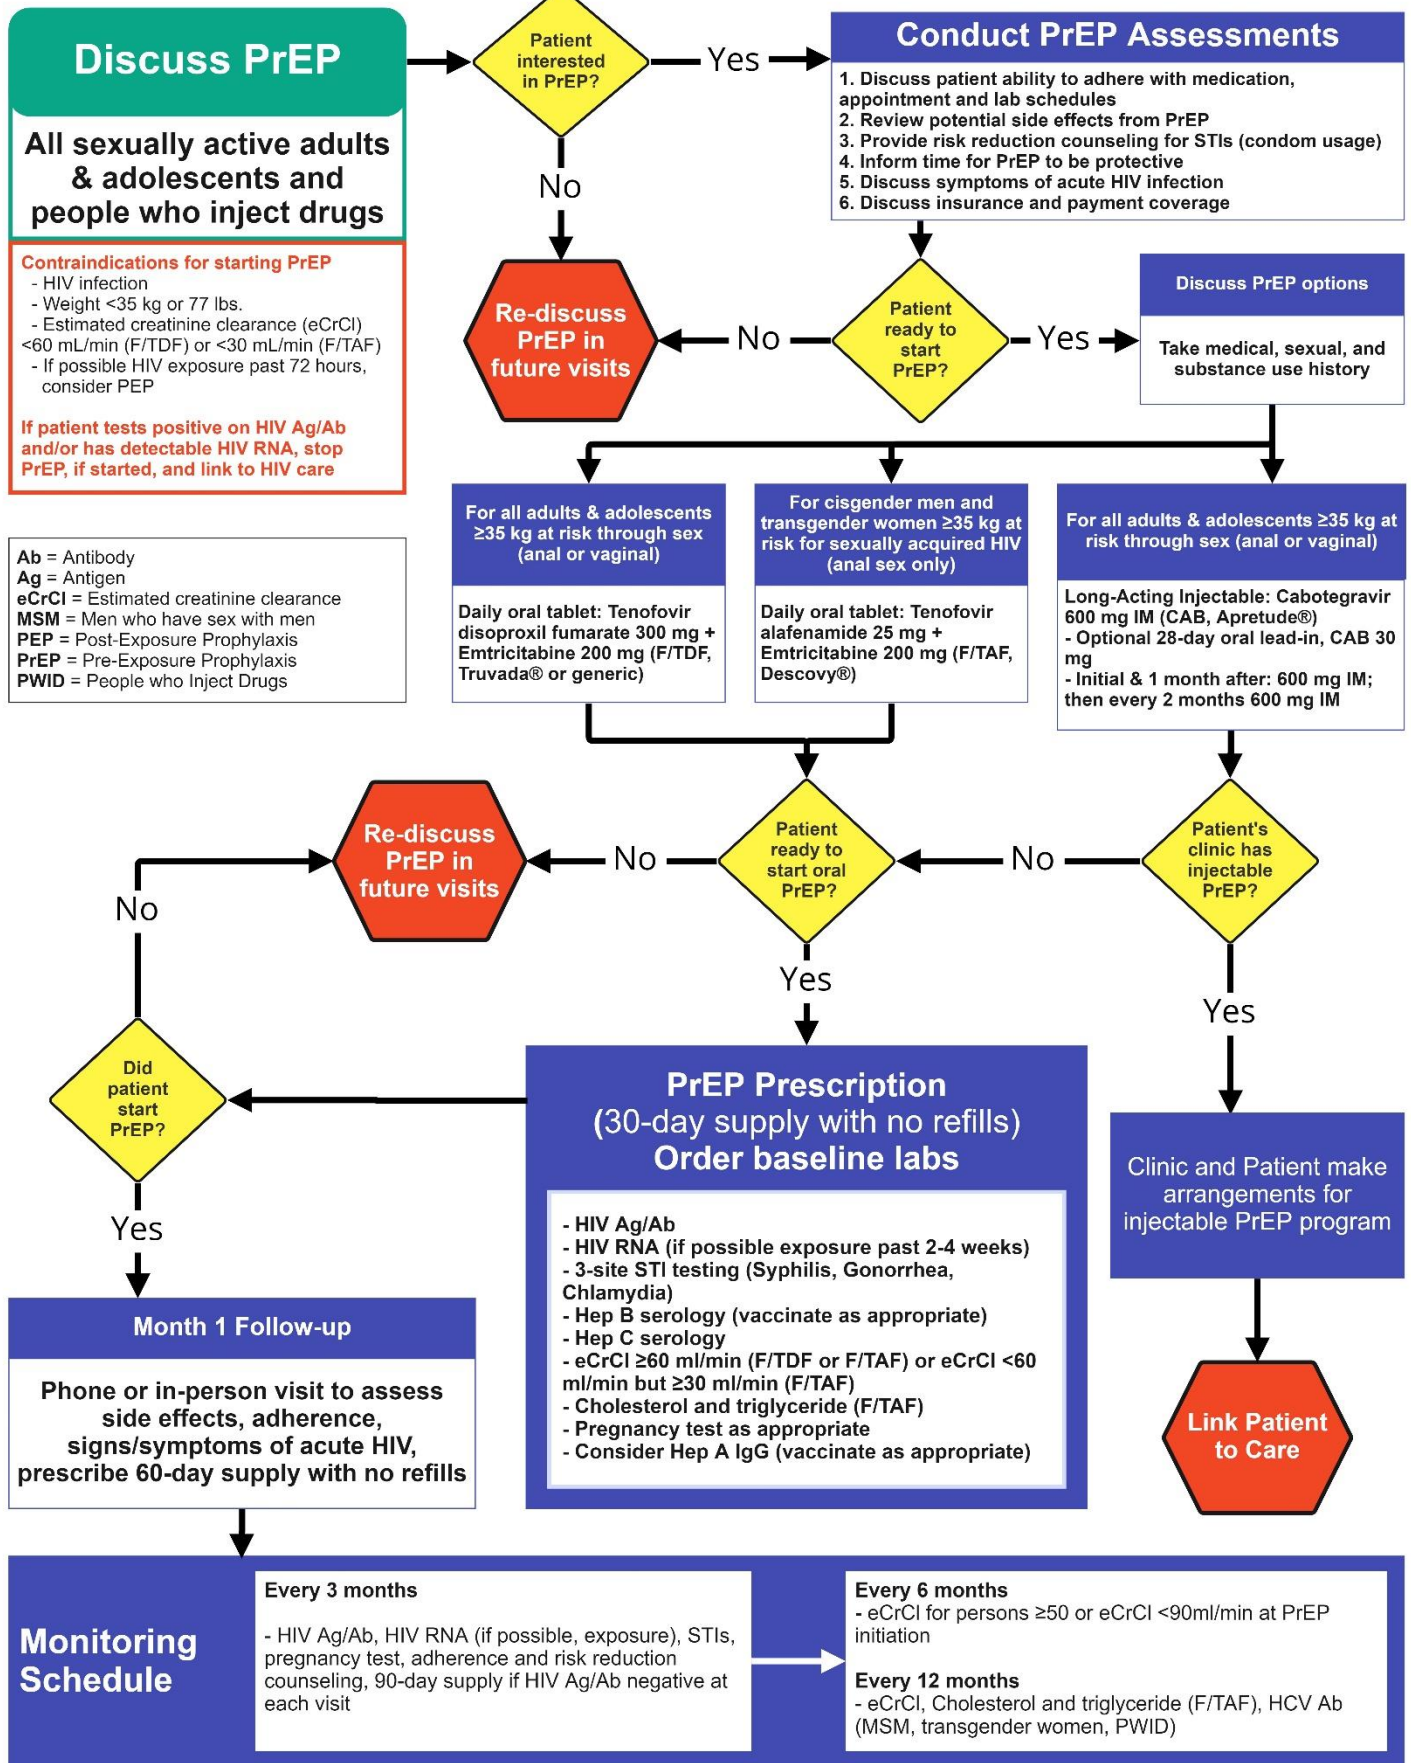 Discuss PrEP
All sexually active adults
& adolescents and
people who inject drugs
Contraindications for starting PrEP
- HIV infection
- Weight <35 kg or 77 lbs.
- Estimated creatinine clearance (eCrCl)
<60 mL/min (F/TDF) or <30 mL/min (F/TAF)
- If possible HIV exposure past 72 hours,
consider PEP
If patient tests positive on HIV Ag/Ab
and/or has detectable HIV RNA, stop
PrEP, if started, and link to HIV care
Patient
interested
in PrEP?
Yes
No
Conduct PrEP Assessments
1. Discuss patient ability to adhere with medication,
appointment and lab schedules
2. Review potential side effects from PrEP
3. Provide risk reduction counseling for STIs (condom usage)
4. Inform time for PrEP to be protective
5. Discuss symptoms of acute HIV infection
6. Discuss insurance and payment coverage
Re-discuss
PrEP in
future visits
No
Patient
ready to
start
PrEP?
Yes
Discuss PrEP options
Take medical, sexual, and
substance use history
Ab = Antibody
Ag = Antigen
eCrCl = Estimated creatinine clearance
MSM = Men who have sex with men
PEP = Post-Exposure Prophylaxis
PrEP = Pre-Exposure Prophylaxis
PWID = People who Inject Drugs
For all adults & adolescents
≥35 kg at risk through sex
(anal or vaginal)
Daily oral tablet: Tenofovir
disoproxil fumarate 300 mg +
Emtricitabine 200 mg (F/TDF,
Truvada® or generic)
For cisgender men and
transgender women ≥35 kg at
risk for sexually acquired HIV
(anal sex only)
Daily oral tablet: Tenofovir
alafenamide 25 mg +
Emtricitabine 200 mg (F/TAF,
Descovy®)
For all adults & adolescents ≥35 kg at
risk through sex (anal or vaginal)
Long-Acting Injectable: Cabotegravir
600 mg IM (CAB, Apretude®)
- Optional 28-day oral lead-in, CAB 30
mg
- Initial & 1 month after: 600 mg IM;
then every 2 months 600 mg IM
Re-discuss
PrEP in
future visits
No
Patient
ready to
start oral
PrEP?
No
Patient's
clinic has
injectable
PrEP?
No
Yes
Yes
Did
patient
start
PrEP?
Yes
PrEP Prescription
(30-day supply with no refills)
Order baseline labs
- HIV Ag/Ab
- HIV RNA (if possible exposure past 2-4 weeks)
- 3-site STI testing (Syphilis, Gonorrhea,
Chlamydia)
- Hep B serology (vaccinate as appropriate)
- Hep C serology
- eCrCl ≥60 ml/min (F/TDF or F/TAF) or eCrCl <60
ml/min but ≥30 ml/min (F/TAF)
- Cholesterol and triglyceride (F/TAF)
- Pregnancy test as appropriate
- Consider Hep A IgG (vaccinate as appropriate)
Clinic and Patient make
arrangements for
injectable PrEP program
Link Patient
to Care
Month 1 Follow-up
Phone or in-person visit to assess
side effects, adherence,
signs/symptoms of acute HIV,
prescribe 60-day supply with no refills
Monitoring
Schedule
Every 3 months
- HIV Ag/Ab, HIV RNA (if possible, exposure), STIs,
pregnancy test, adherence and risk reduction
counseling, 90-day supply if HIV Ag/Ab negative at
each visit
Every 6 months
- eCrCl for persons ≥50 or eCrCl <90ml/min at PrEP
initiation
Every 12 months
- eCrCl, Cholesterol and triglyceride (F/TAF), HCV Ab
(MSM, transgender women, PWID)